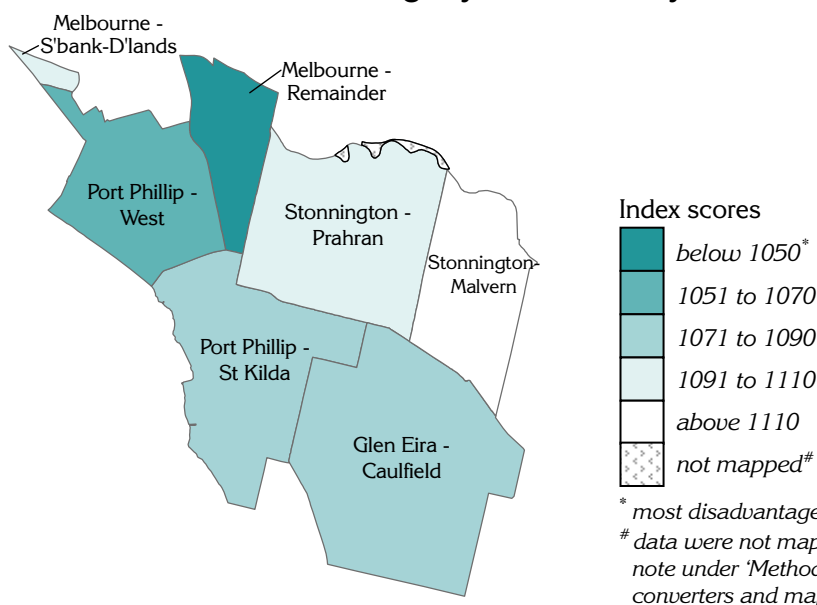 Melbourne -
S'bank-D'lands
Melbourne -
Remainder
Port Phillip -
West
Stonnington -
Prahran
Stonnington-
Malvern
Port Phillip -
St Kilda
Glen Eira -
Caulfield
Index scores
below 1050*
1051 to 1070
1071 to 1090
1091 to 1110
above 1110
not mapped#
* most disadvantage
# data were not map
note under 'Method
converters and ma